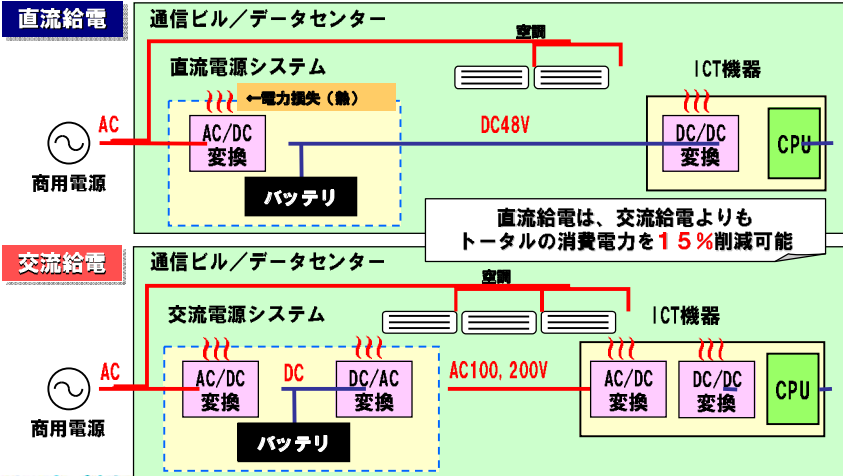 直流給電
通信ビル／データセンター
空調
直流電源システム
ICT機器
←電力損失（熱）
AC
AC/DC
変換
DC48V
DC/DC
変換
CPU
商用電源
バッテリ
直流給電は、交流給電よりも
トータルの消費電力を１５％削減可能
交流給電
通信ビル／データセンター
空調
交流電源システム
ICT機器
AC
AC/DC
変換
DC
DC/AC
変換
AC100, 200V
AC/DC
変換
DC/DC
変換
CPU
商用電源
バッテリ